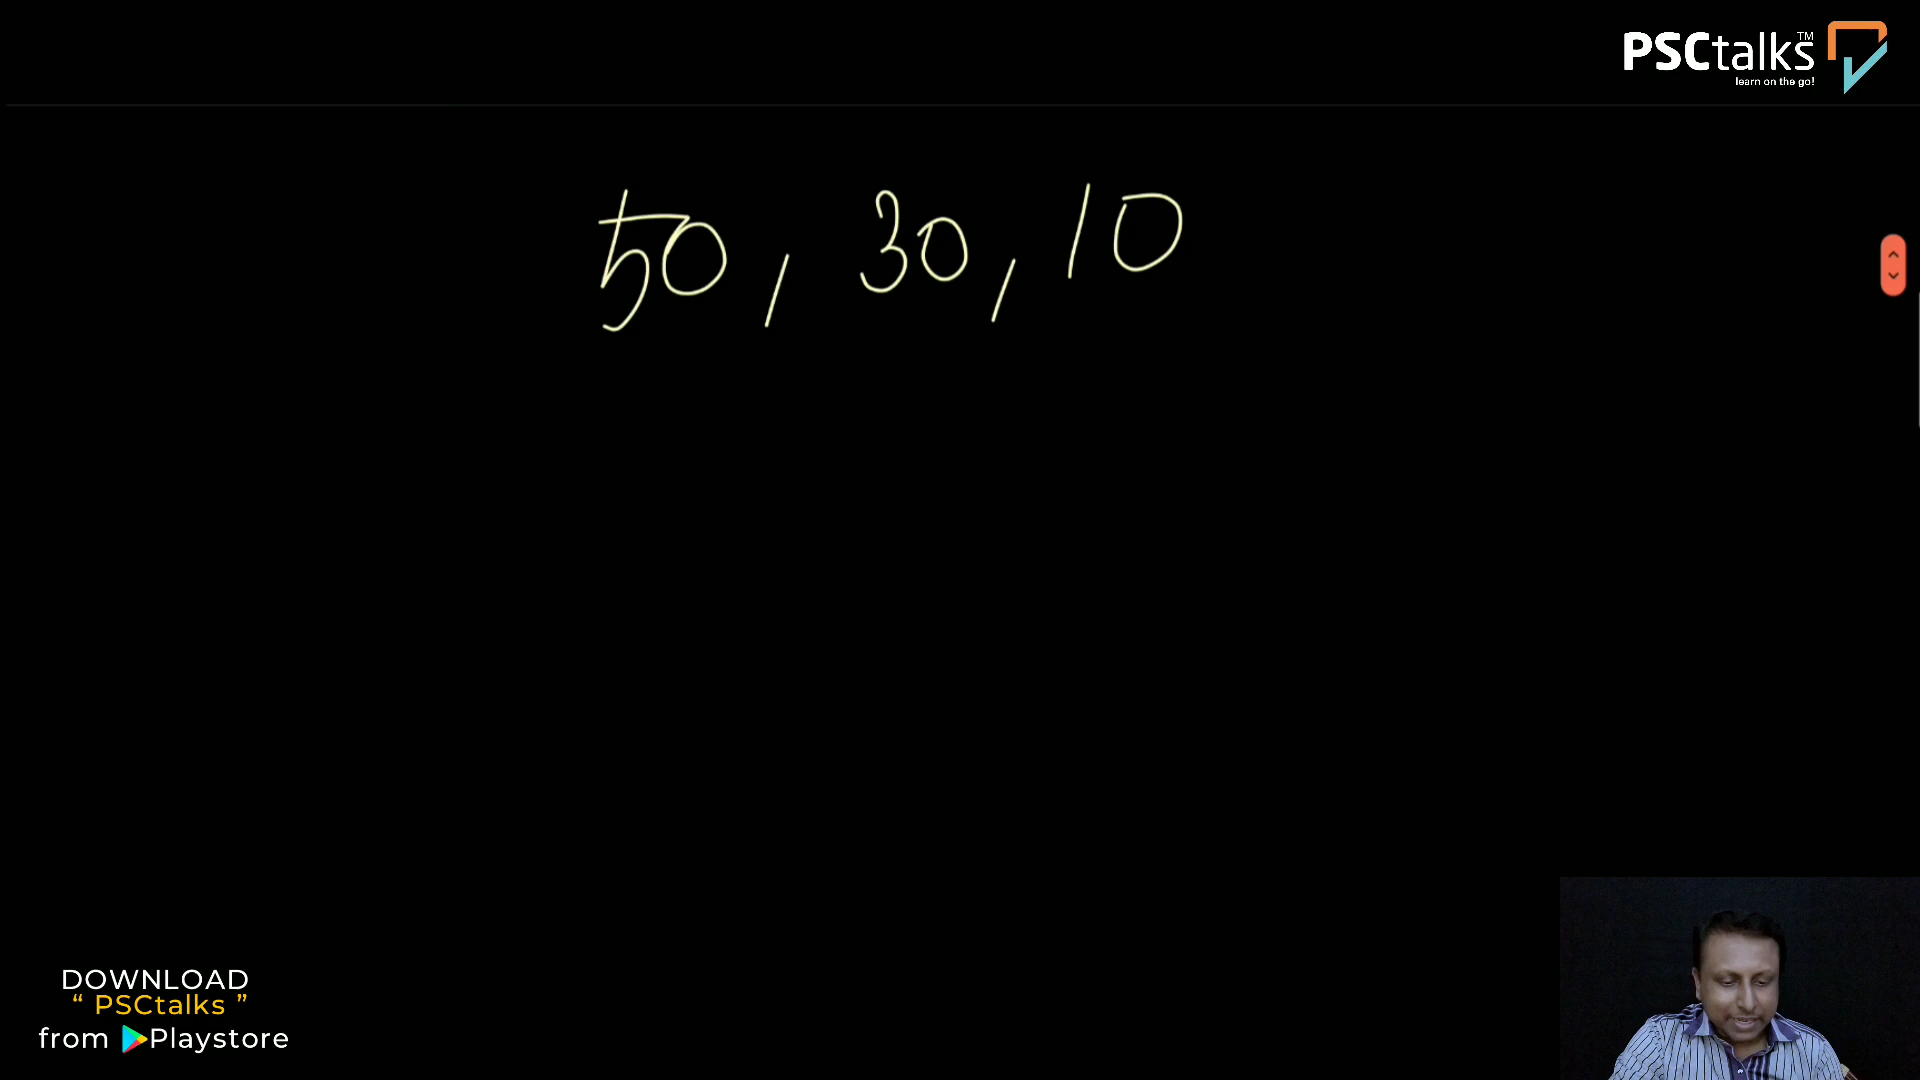 PSCtalks™
learn on the go!
50, 30, 10
DOWNLOAD
“ PSCtalks ”
from Playstore